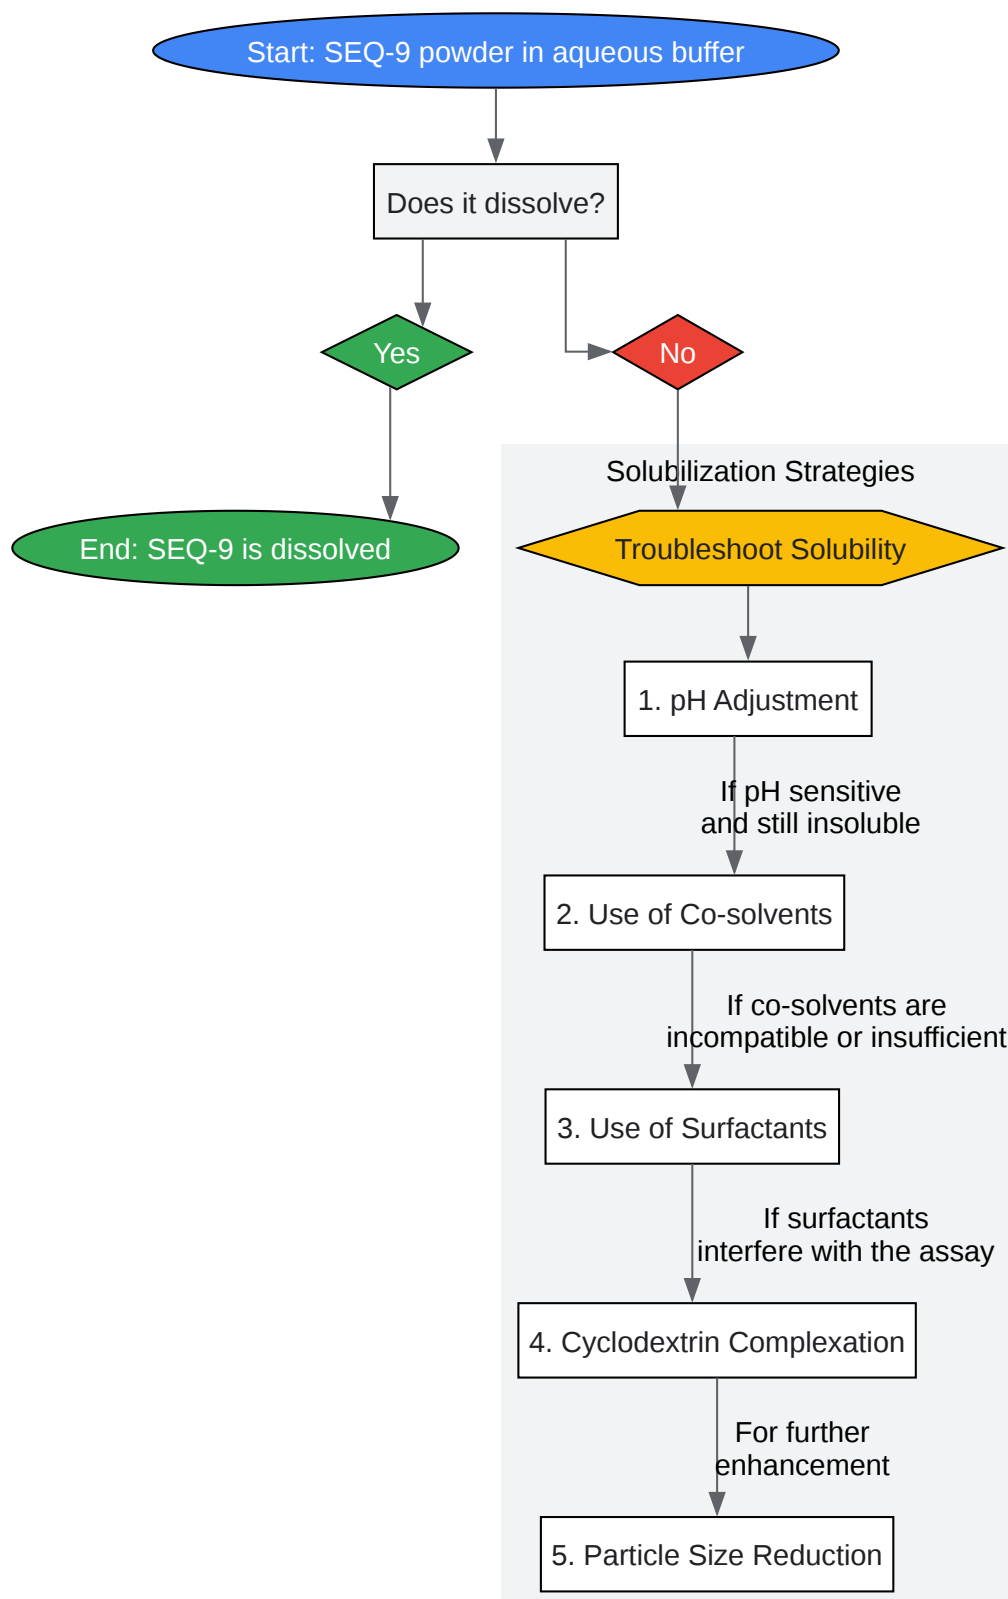 Start: SEQ-9 powder in aqueous buffer
Does it dissolve?
Yes
No
Solubilization Strategies
End: SEQ-9 is dissolved
Troubleshoot Solubility
1. pH Adjustment
If pH sensitive
and still insoluble
2. Use of Co-solvents
If co-solvents are
incompatible or insufficient
3. Use of Surfactants
If surfactants
interfere with the assay
4. Cyclodextrin Complexation
For further
enhancement
5. Particle Size Reduction